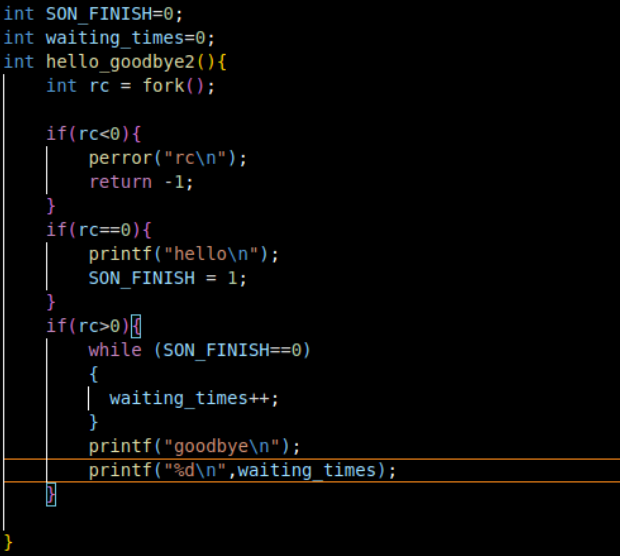 int SON_FINISH=0;
int waiting_times=0;
int hello_goodbye2(){
    int rc = fork();

    if(rc<0){
        perror("rc\n");
        return -1;
    }
    if(rc==0){
        printf("hello\n");
        SON_FINISH = 1;
    }
    if(rc>0){
        while (SON_FINISH==0)
        {
          waiting_times++;
        }
        printf("goodbye\n");
        printf("%d\n",waiting_times);
    }

}